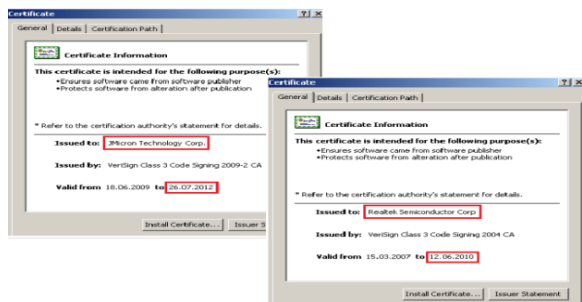 Certificate
General Details Certification Path
Certificate Information
This certificate is intended for the following purpose(s):
•Ensures software came from software publisher
•Protects software from alteration after publication
* Refer to the certification authority's statement for details.
Issued to: JMicron Technology Corp.
Issued by: VeriSign Class 3 Code Signing 2009-2 CA
Valid from 18.06.2009 to 26.07.2012
Install Certificate... Issuer S
Certificate
General Details Certification Path
Certificate Information
This certificate is intended for the following purpose(s):
•Ensures software came from software publisher
•Protects software from alteration after publication
* Refer to the certification authority's statement for details.
Issued to: Realtek Semiconductor Corp
Issued by: VeriSign Class 3 Code Signing 2004 CA
Valid from 15.03.2007 to 12.06.2010
Install Certificate... Issuer Statement